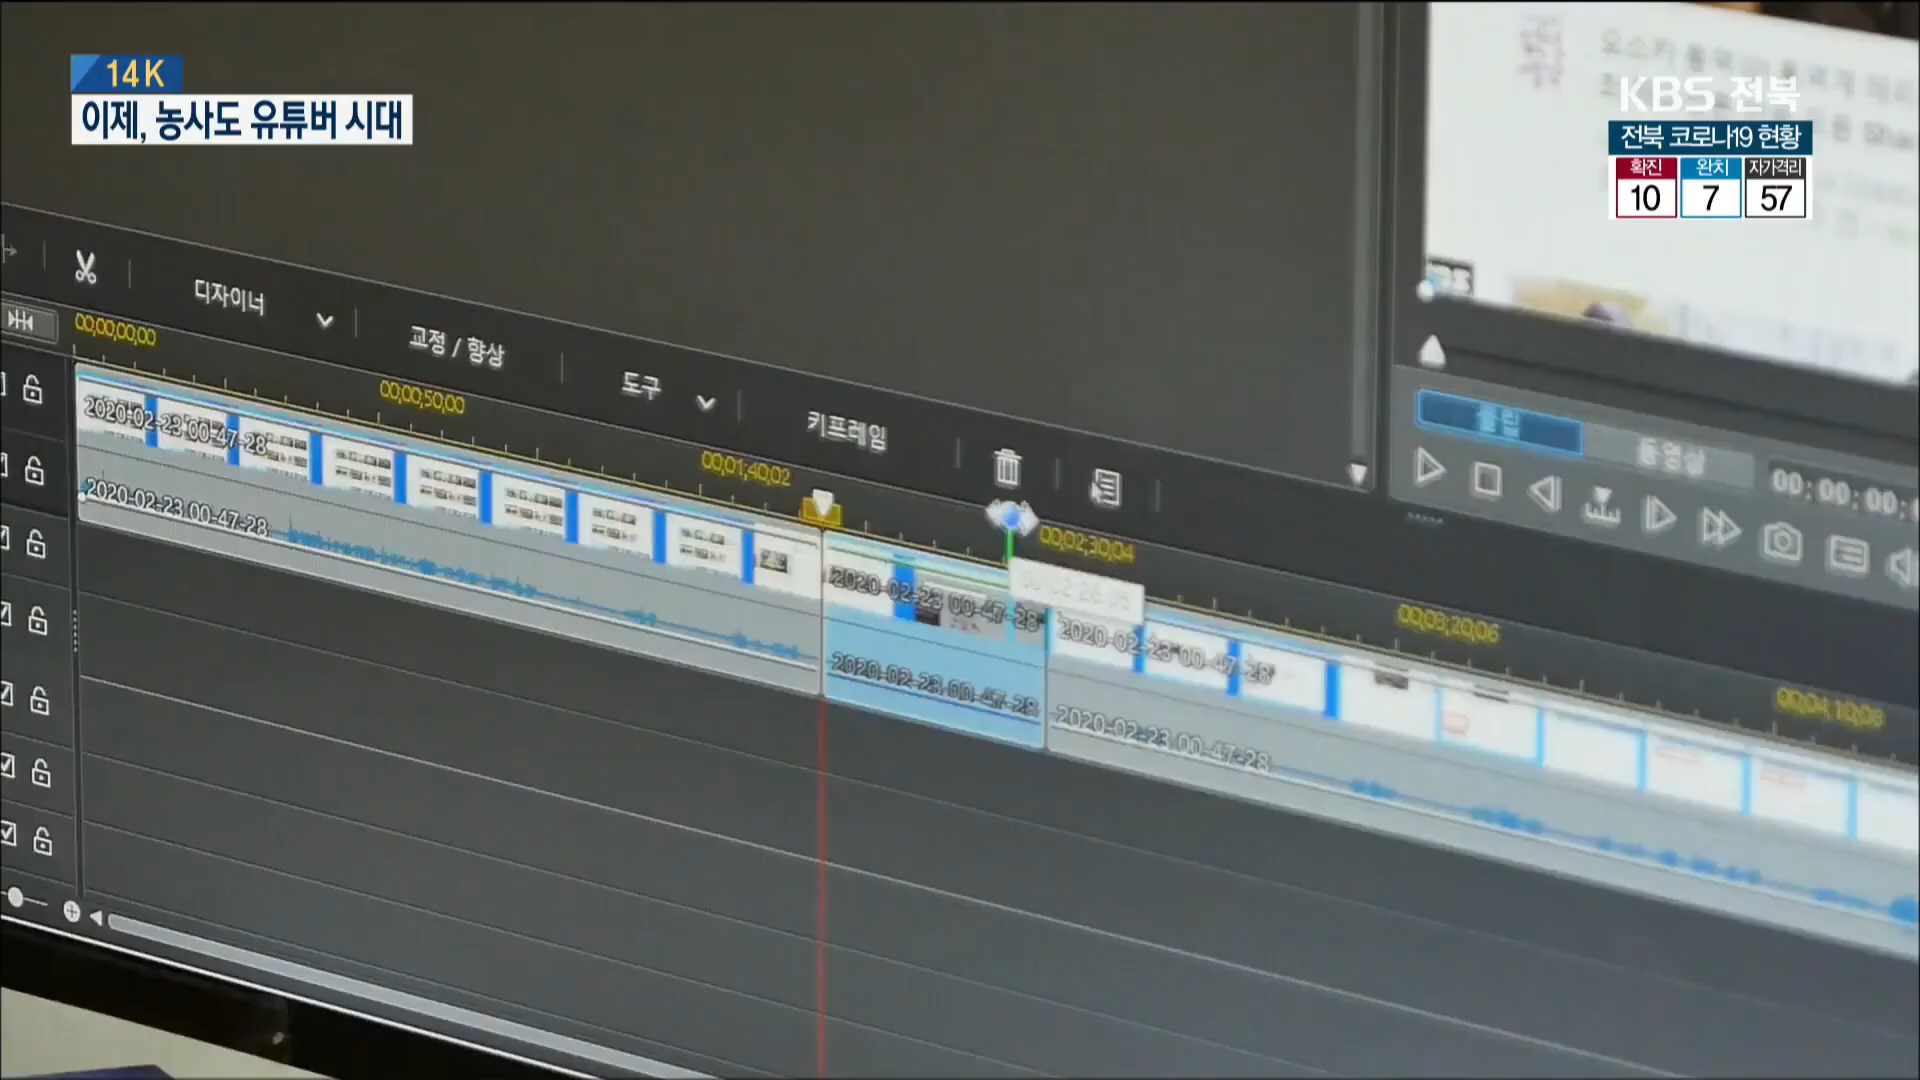 14K
이제, 농사도 유튜버 시대
KBS 전북
전북 코로나19 현황
확진 완치 자가격리
10 7 57
디자이너
교정 / 향상
도구
키프레임
00;00;00;00
00;00;50;00
00;01;40;02
00;02;30;04
00;03;20;06
00;04;10;08
2020-02-23 00-47-28
2020-02-23 00-47-28
2020-02-23 00-47-28
2020-02-23 00-47-28
2020-02-23 00-47-28
2020-02-23 00-47-28
동영상
00;00;00;